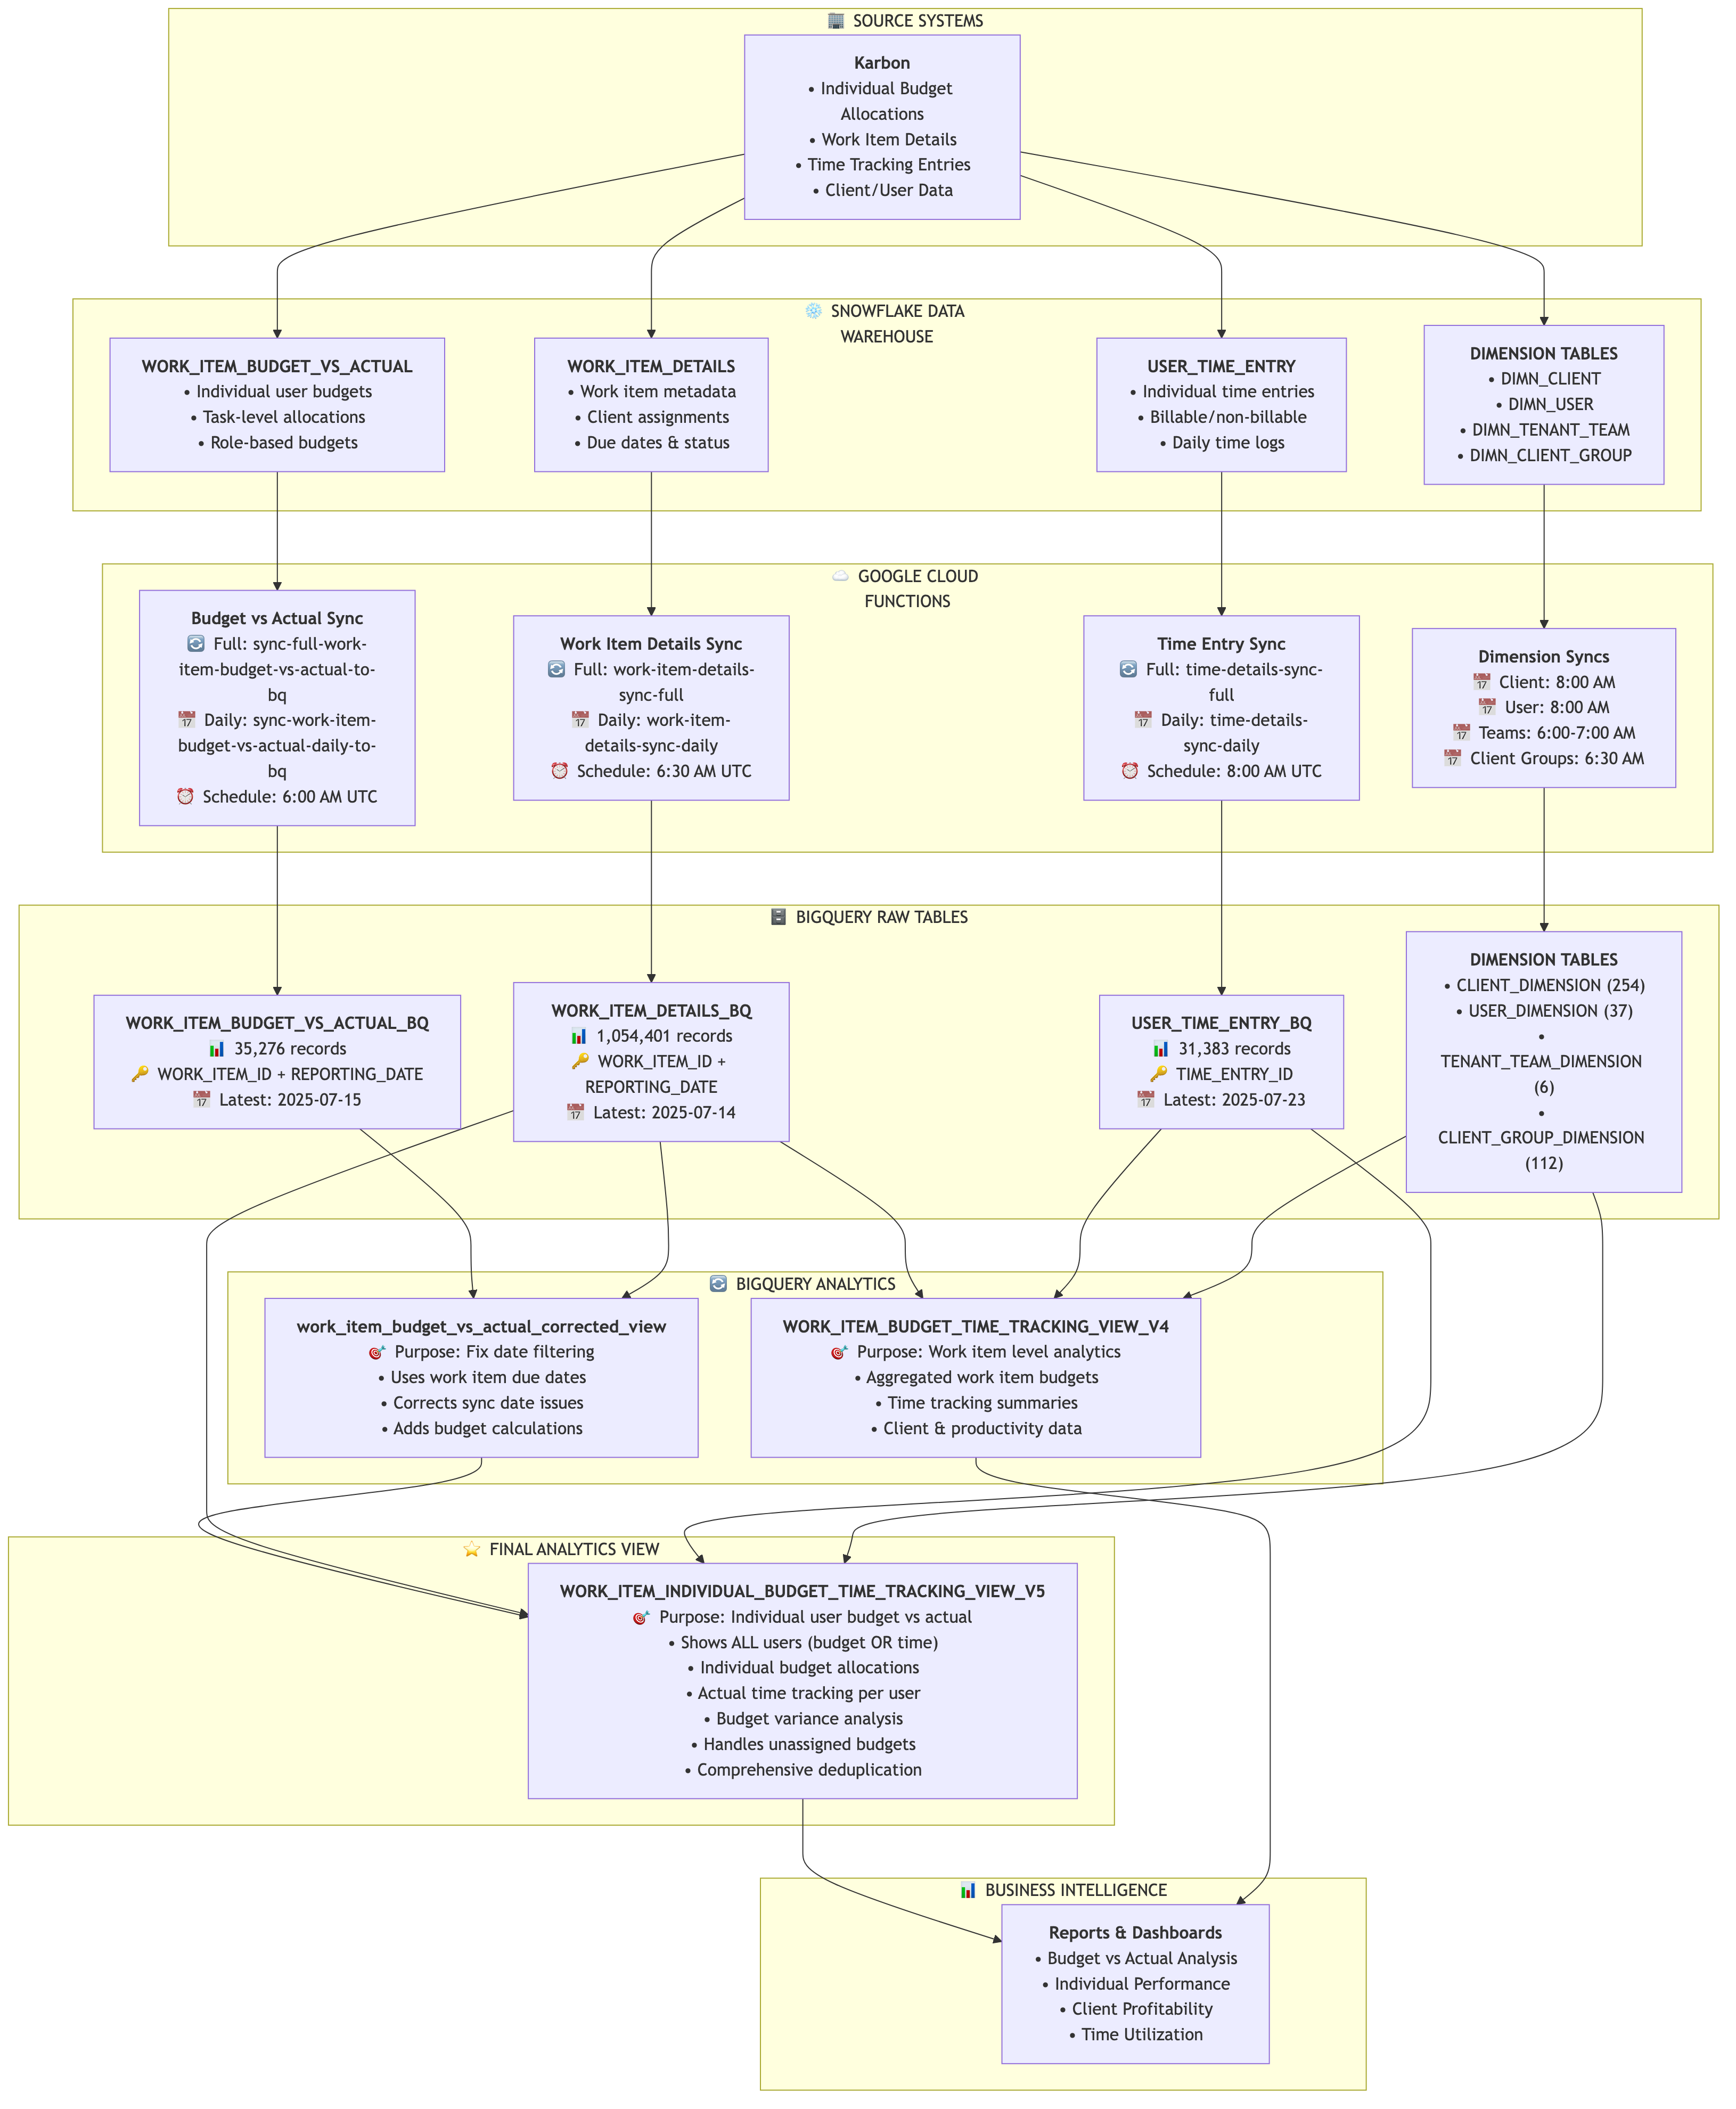 🏢 SOURCE SYSTEMS
Karbon
• Individual Budget
Allocations
• Work Item Details
• Time Tracking Entries
• Client/User Data
❄️ SNOWFLAKE DATA
WAREHOUSE
WORK_ITEM_BUDGET_VS_ACTUAL
• Individual user budgets
• Task-level allocations
• Role-based budgets
WORK_ITEM_DETAILS
• Work item metadata
• Client assignments
• Due dates & status
USER_TIME_ENTRY
• Individual time entries
• Billable/non-billable
• Daily time logs
DIMENSION TABLES
• DIMN_CLIENT
• DIMN_USER
• DIMN_TENANT_TEAM
• DIMN_CLIENT_GROUP
☁️ GOOGLE CLOUD
FUNCTIONS
Budget vs Actual Sync
🔄 Full: sync-full-work-
item-budget-vs-actual-to-
bq
📅 Daily: sync-work-item-
budget-vs-actual-daily-to-
bq
⏰ Schedule: 6:00 AM UTC
Work Item Details Sync
🔄 Full: work-item-details-
sync-full
📅 Daily: work-item-
details-sync-daily
⏰ Schedule: 6:30 AM UTC
Time Entry Sync
🔄 Full: time-details-sync-
full
📅 Daily: time-details-
sync-daily
⏰ Schedule: 8:00 AM UTC
Dimension Syncs
📅 Client: 8:00 AM
📅 User: 8:00 AM
📅 Teams: 6:00-7:00 AM
📅 Client Groups: 6:30 AM
🗄️ BIGQUERY RAW TABLES
WORK_ITEM_BUDGET_VS_ACTUAL_BQ
📊 35,276 records
🔑 WORK_ITEM_ID + REPORTING_DATE
📅 Latest: 2025-07-15
WORK_ITEM_DETAILS_BQ
📊 1,054,401 records
🔑 WORK_ITEM_ID +
REPORTING_DATE
📅 Latest: 2025-07-14
USER_TIME_ENTRY_BQ
📊 31,383 records
🔑 TIME_ENTRY_ID
📅 Latest: 2025-07-23
DIMENSION TABLES
• CLIENT_DIMENSION (254)
• USER_DIMENSION (37)
•
TENANT_TEAM_DIMENSION
(6)
•
CLIENT_GROUP_DIMENSION
(112)
🔄 BIGQUERY ANALYTICS
work_item_budget_vs_actual_corrected_view
🎯 Purpose: Fix date filtering
• Uses work item due dates
• Corrects sync date issues
• Adds budget calculations
WORK_ITEM_BUDGET_TIME_TRACKING_VIEW_V4
🎯 Purpose: Work item level analytics
• Aggregated work item budgets
• Time tracking summaries
• Client & productivity data
⭐ FINAL ANALYTICS VIEW
WORK_ITEM_INDIVIDUAL_BUDGET_TIME_TRACKING_VIEW_V5
🎯 Purpose: Individual user budget vs actual
• Shows ALL users (budget OR time)
• Individual budget allocations
• Actual time tracking per user
• Budget variance analysis
• Handles unassigned budgets
• Comprehensive deduplication
📊 BUSINESS INTELLIGENCE
Reports & Dashboards
• Budget vs Actual Analysis
• Individual Performance
• Client Profitability
• Time Utilization